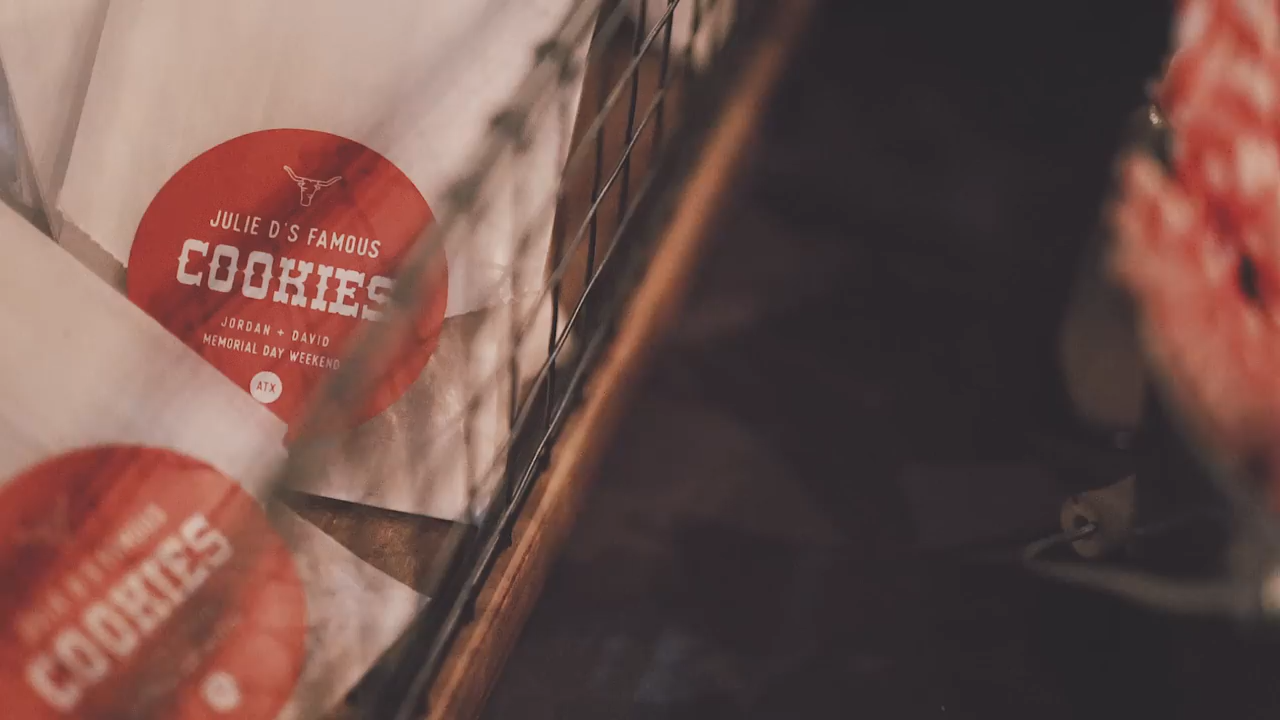 JULIE D'S FAMOUS
COOKIES
JORDAN + DAVID
MEMORIAL DAY WEEKEND
ATX
COOKIES